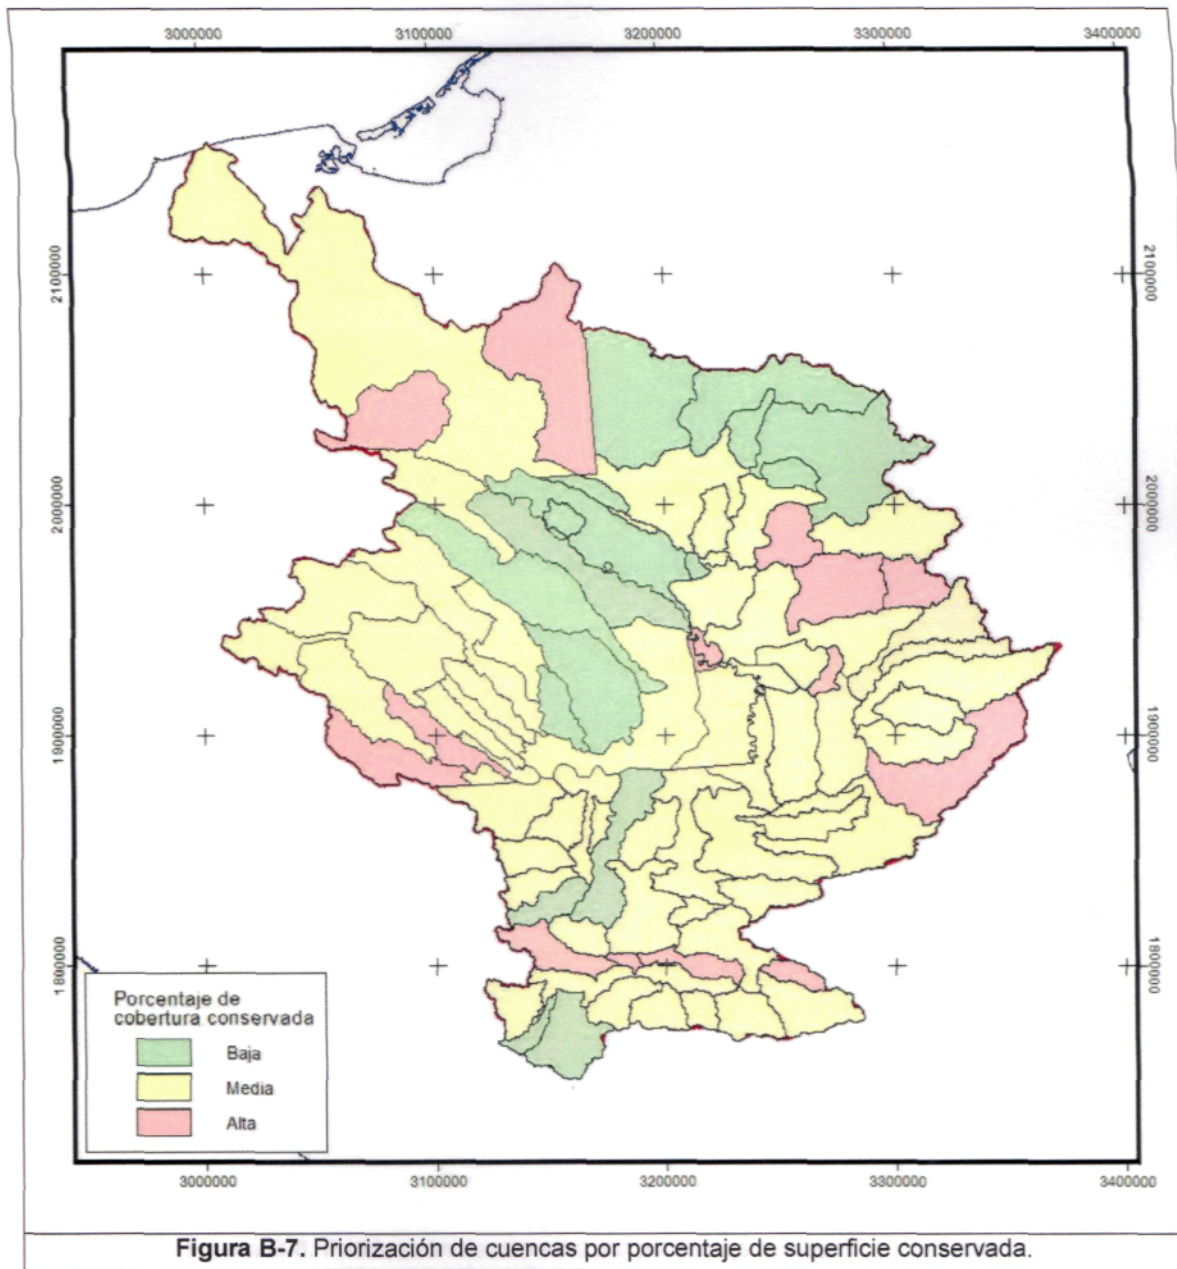 3000000 3100000 3200000 3300000 3400000
2100000 2100000
2000000 2000000
1900000 1900000
1800000 1800000
Porcentaje de
cobertura conservada
Baja
Media
Alta
3000000 3100000 3200000 3300000 3400000
Figura B-7. Priorización de cuencas por porcentaje de superficie conservada.